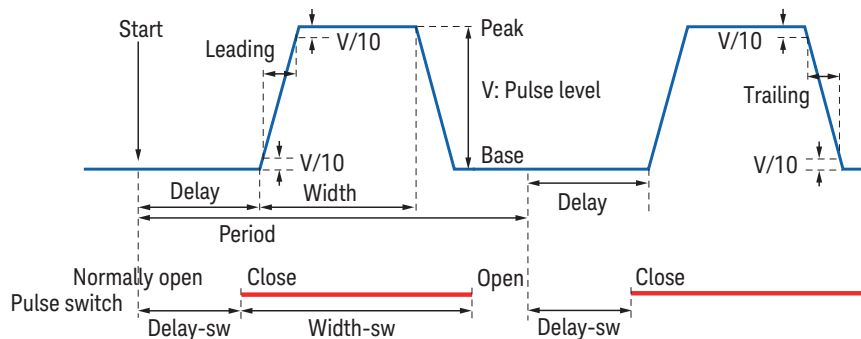 Start
Leading
V/10
Peak
V/10
V: Pulse level
Trailing
V/10
Base
V/10
Delay
Width
Delay
Period
Normally open
Close
Open
Close
Pulse switch
Delay-sw
Width-sw
Delay-sw